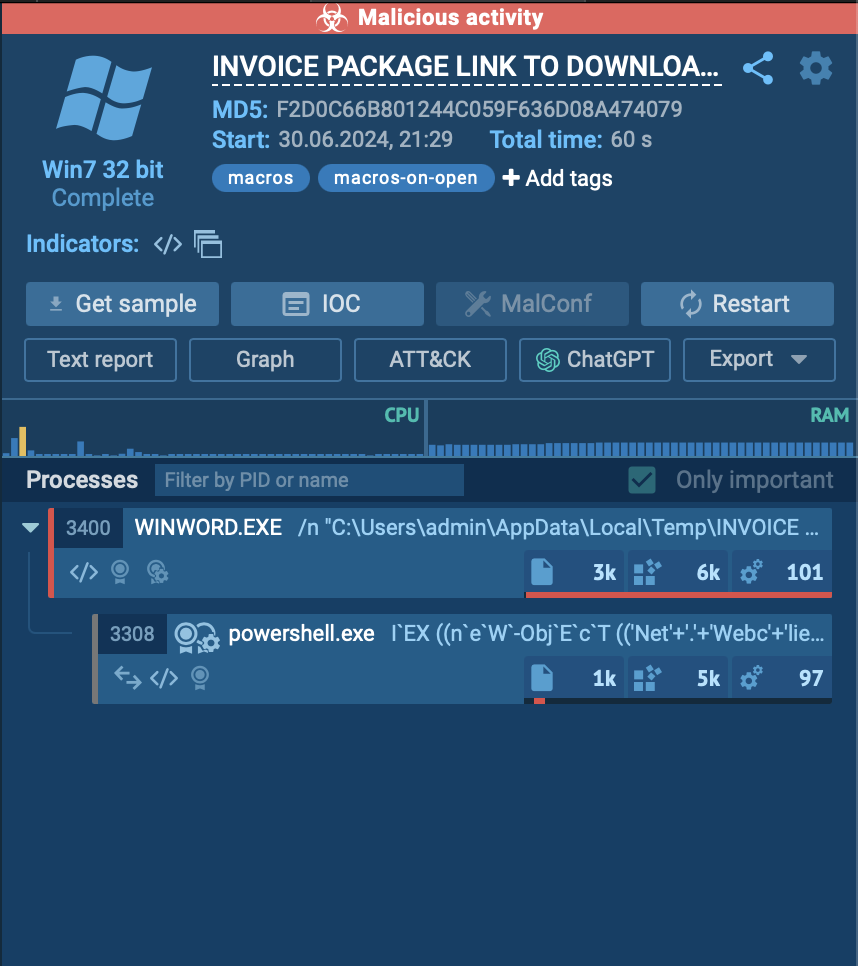 Malicious activity
INVOICE PACKAGE LINK TO DOWNLOA...
MD5: F2D0C66B801244C059F636D08A474079
Start: 30.06.2024, 21:29 Total time: 60 s
Win7 32 bit
Complete
macros macros-on-open + Add tags
Indicators: </>
Get sample IOC MalConf Restart
Text report Graph ATT&CK ChatGPT Export
CPU RAM
Processes Filter by PID or name Only important
3400 WINWORD.EXE /n "C:\Users\admin\AppData\Local\Temp\INVOICE ...
</> 3k 6k 101
3308 powershell.exe I`EX ((n`e`W`-Obj`E`c`T (('Net'+'.'+'Webc'+'lie...
</> 1k 5k 97